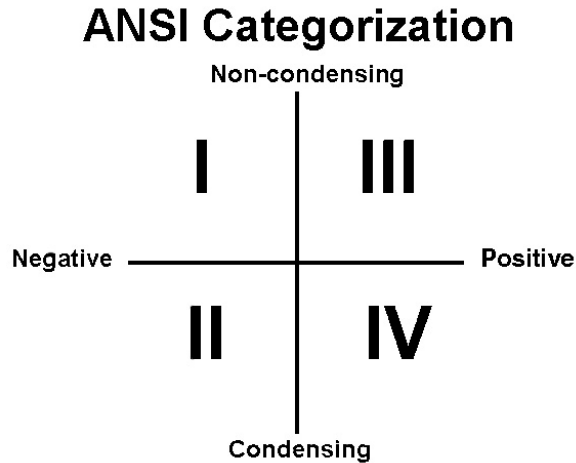 ANSI Categorization
Non-condensing
I III
Negative Positive
II IV
Condensing